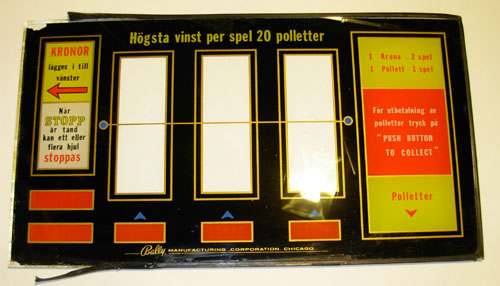 Högsta vinst per spel 20 polletter
KRONOR
lägges i till
vänster
När
STOPP
är tänd
kan ett eller
flera hjul
stoppas
1 Krona - 2 spel
1 Pollett - 1 spel
För utbetalning av
polletter tryck på
"PUSH BUTTON
TO COLLECT"
Polletter
Bally MANUFACTURING CORPORATION, CHICAGO